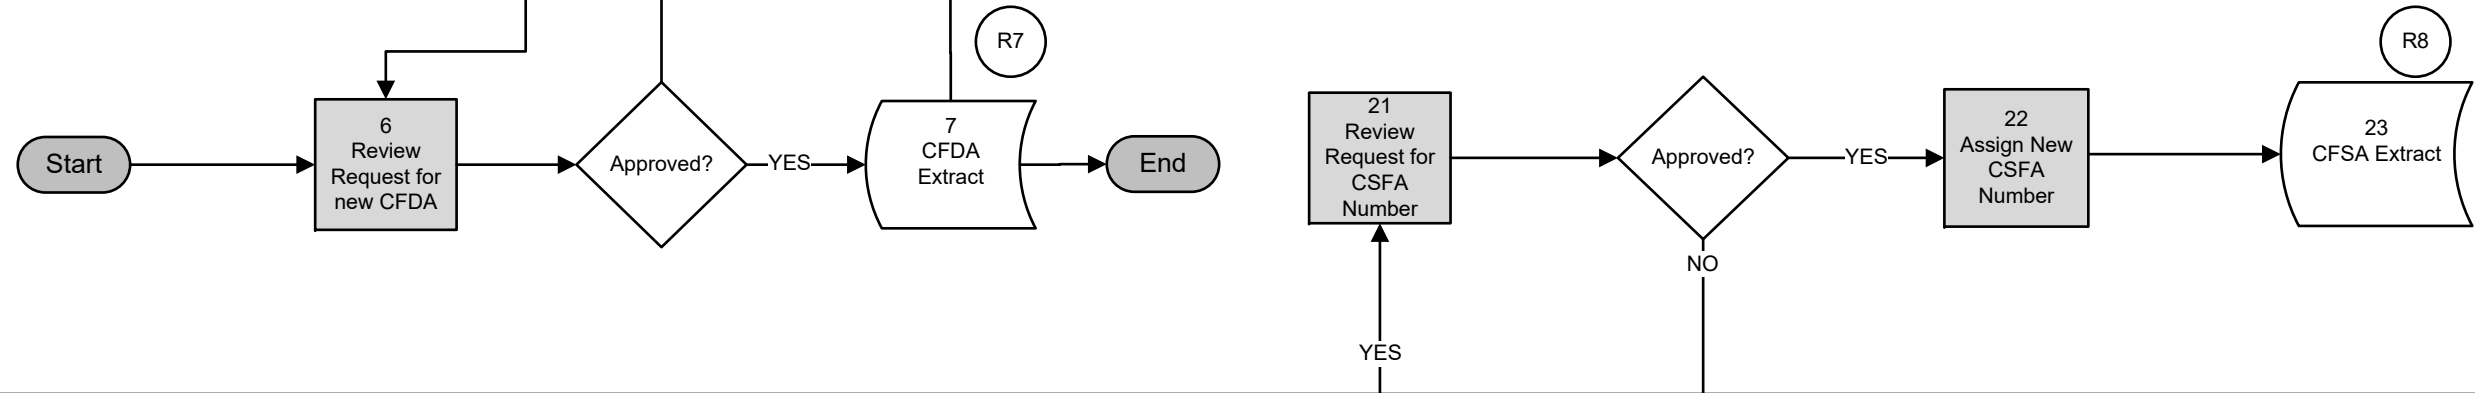 Start
6
Review
Request for
new CFDA
Approved?
YES
R7
7
CFDA
Extract
End
21
Review
Request for
CSFA
Number
YES
Approved?
YES
NO
22
Assign New
CSFA
Number
R8
23
CFSA Extract